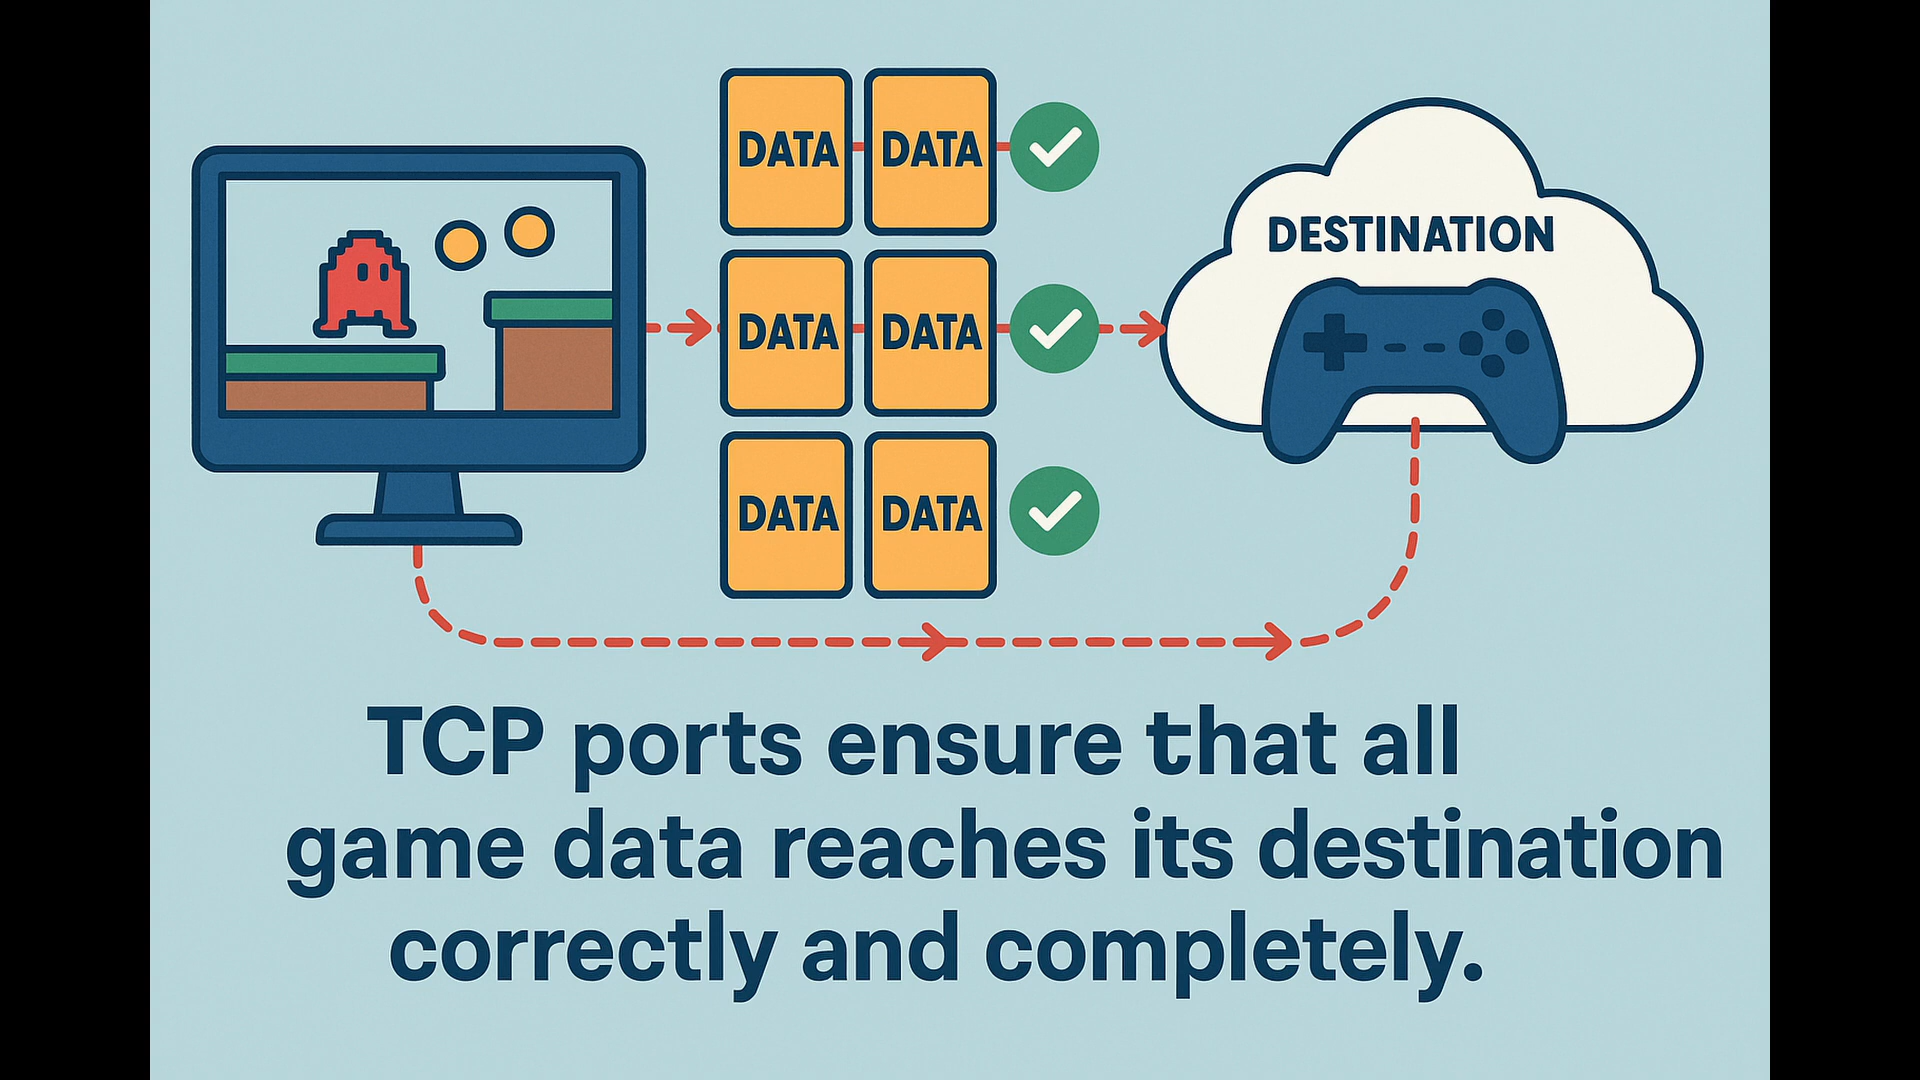 DATA DATA
DESTINATION
DATA DATA
DATA DATA
TCP ports ensure that all
game data reaches its destination
correctly and completely.